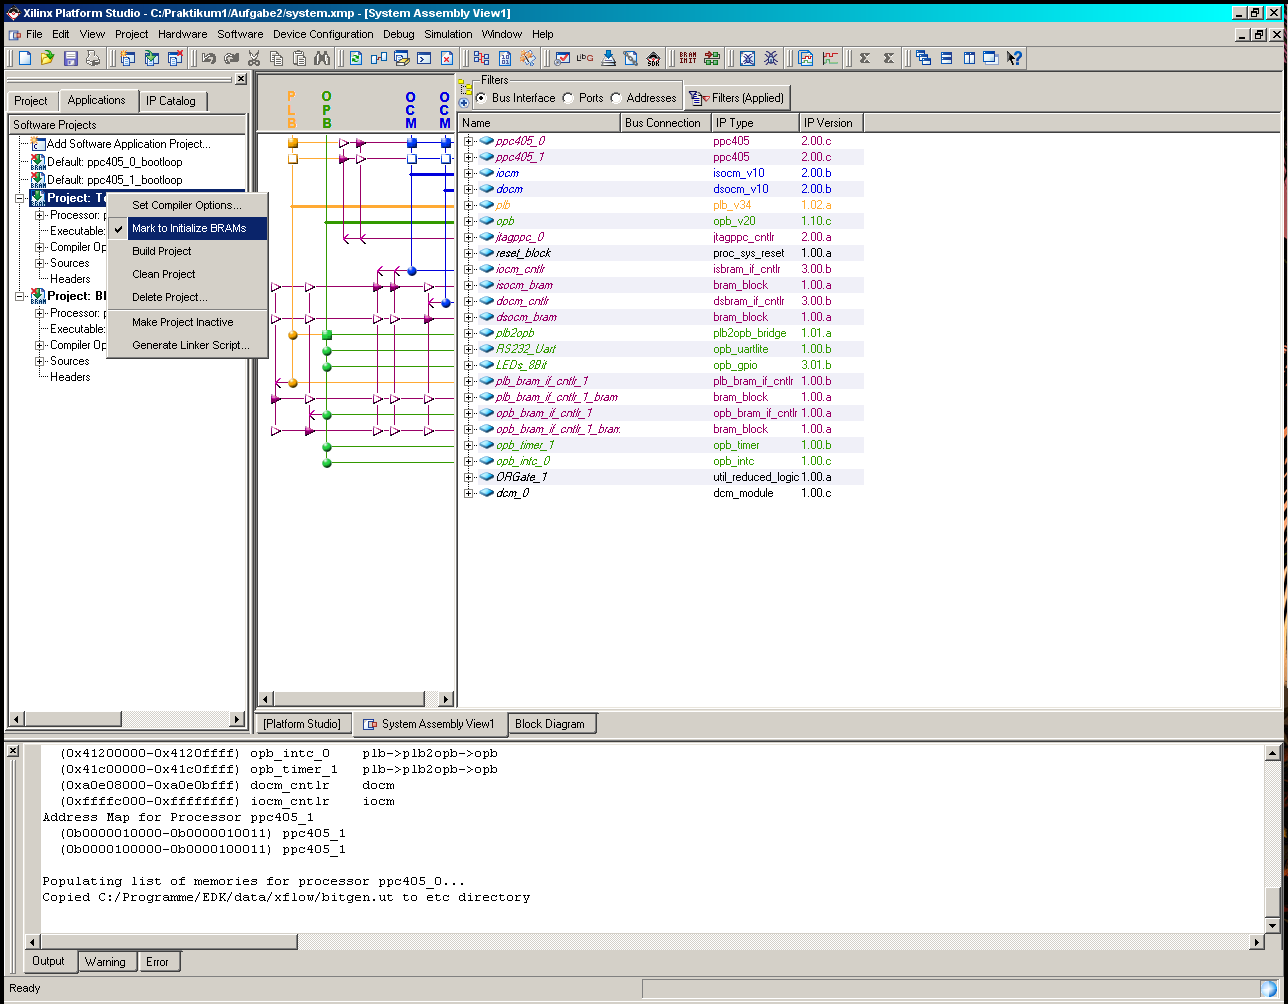 Xilinx Platform Studio - C:/Praktikum1/Aufgabe2/system.xmp - [System Assembly View1]
File Edit View Project Hardware Software Device Configuration Debug Simulation Window Help
Project Applications IP Catalog
Software Projects
Add Software Application Project...
Default: ppc405_0_bootloop
Default: ppc405_1_bootloop
Project: T
Processor: p
Executable:
Compiler Op
Sources
Headers
Project: Bl
Processor: p
Executable:
Compiler Op
Sources
Headers
Set Compiler Options...
Mark to Initialize BRAMs
Build Project
Clean Project
Delete Project...
Make Project Inactive
Generate Linker Script...
PLB OPB OCM OCM
Filters
Bus Interface Ports Addresses Filters (Applied)
Name Bus Connection IP Type IP Version
ppc405_0 ppc405 2.00.c
ppc405_1 ppc405 2.00.c
iocm isocm_v10 2.00.b
docm dsocm_v10 2.00.b
plb plb_v34 1.02.a
opb opb_v20 1.10.c
jtagppc_0 jtagppc_cntlr 2.00.a
reset_block proc_sys_reset 1.00.a
iocm_cntlr isbram_if_cntlr 3.00.b
isocm_bram bram_block 1.00.a
docm_cntlr dsbram_if_cntlr 3.00.b
dsocm_bram bram_block 1.00.a
plb2opb plb2opb_bridge 1.01.a
RS232_Uart opb_uartlite 1.00.b
LEDs_8Bit opb_gpio 3.01.b
plb_bram_if_cntlr_1 plb_bram_if_cntlr 1.00.b
plb_bram_if_cntlr_1_bram bram_block 1.00.a
opb_bram_if_cntlr_1 opb_bram_if_cntlr 1.00.a
opb_bram_if_cntlr_1_bram bram_block 1.00.a
opb_timer_1 opb_timer 1.00.b
opb_intc_0 opb_intc 1.00.c
ORGate_1 util_reduced_logic 1.00.a
dcm_0 dcm_module 1.00.c
[Platform Studio] System Assembly View1 Block Diagram
(0x41200000-0x4120ffff) opb_intc_0 plb->plb2opb->opb
(0x41c00000-0x41c0ffff) opb_timer_1 plb->plb2opb->opb
(0xa0e08000-0xa0e0bfff) docm_cntlr docm
(0xffffc000-0xffffffff) iocm_cntlr iocm
Address Map for Processor ppc405_1
(0b0000010000-0b0000010011) ppc405_1
(0b0000100000-0b0000100011) ppc405_1
Populating list of memories for processor ppc405_0...
Copied C:/Programme/EDK/data/xflow/bitgen.ut to etc directory
Output Warning Error
Ready